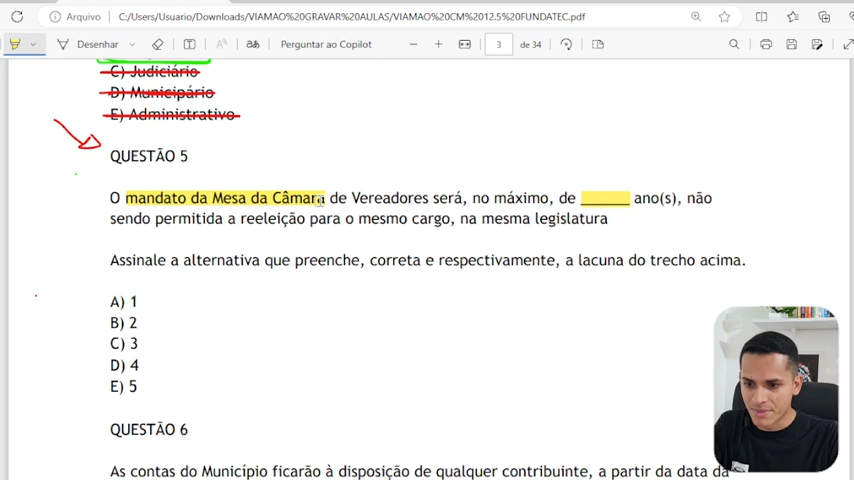 Arquivo
C:/Users/Usuario/Downloads/VIAMAO%20GRAVAR%20AULAS/VIAMAO%20CM%2012.5%20FUNDATEC.pdf
Desenhar
Perguntar ao Copilot
3
de 34
C) Judiciário
D) Municipário
E) Administrativo
QUESTÃO 5
O mandato da Mesa da Câmara de Vereadores será, no máximo, de ______ ano(s), não
sendo permitida a reeleição para o mesmo cargo, na mesma legislatura
Assinale a alternativa que preenche, correta e respectivamente, a lacuna do trecho acima.
A) 1
B) 2
C) 3
D) 4
E) 5
QUESTÃO 6
As contas do Município ficarão à disposição de qualquer contribuinte, a partir da data da